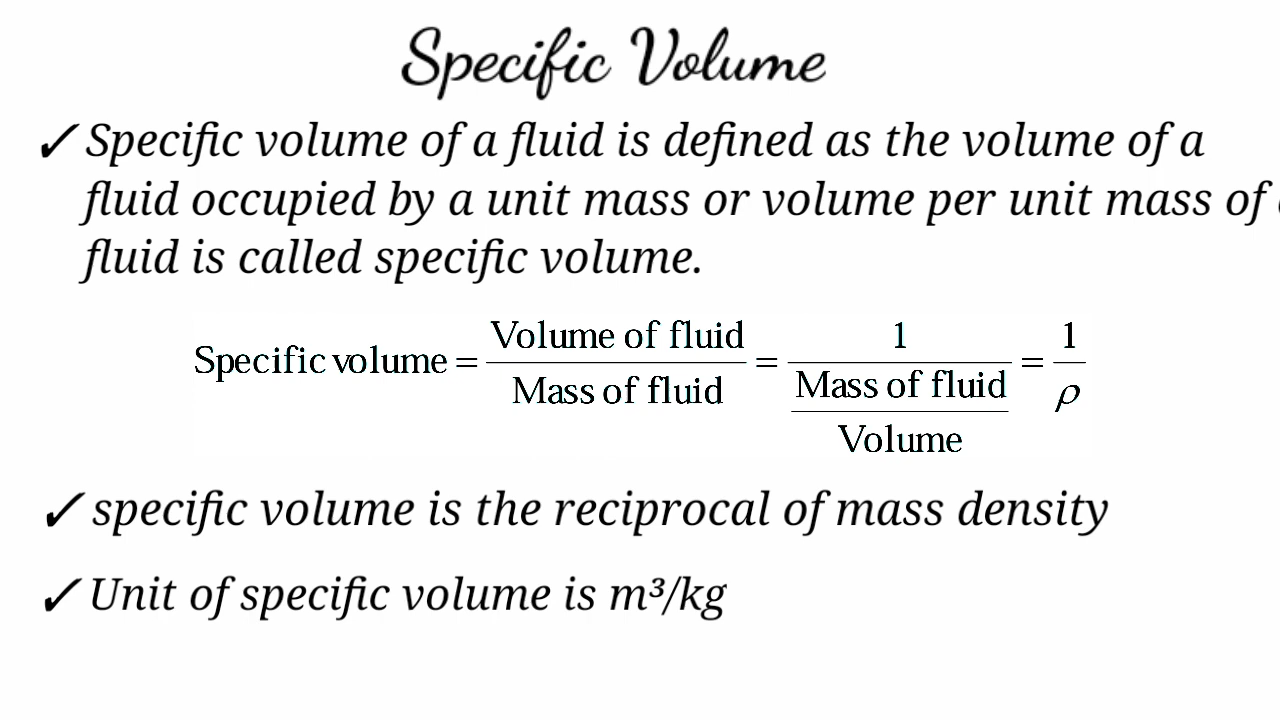 Specific Volume
✓ Specific volume of a fluid is defined as the volume of a
fluid occupied by a unit mass or volume per unit mass of
fluid is called specific volume.
Specific volume = Volume of fluid / Mass of fluid = 1 / (Mass of fluid / Volume) = 1 / ρ
✓ specific volume is the reciprocal of mass density
✓ Unit of specific volume is m³/kg